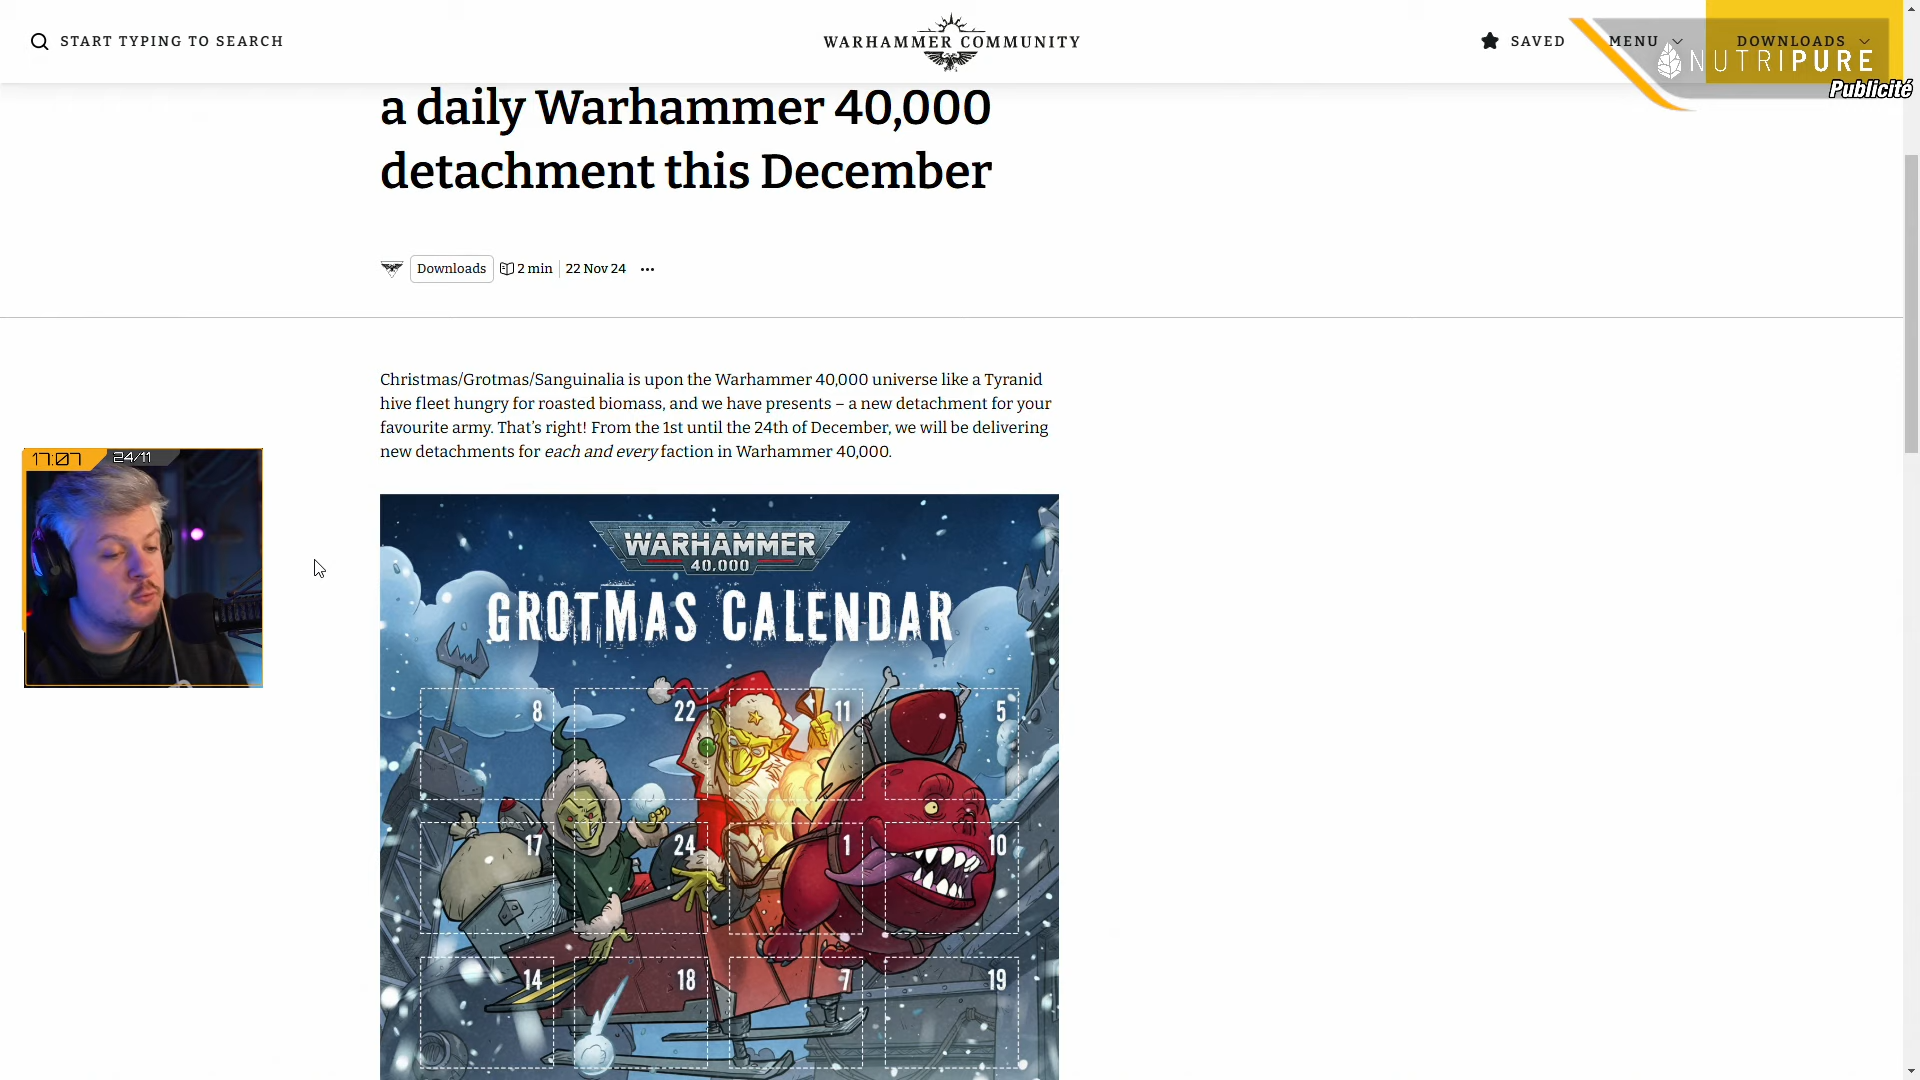 START TYPING TO SEARCH
WARHAMMER COMMUNITY
SAVED
MENU
DOWNLOADS
NUTRIPURE
Publicité
a daily Warhammer 40,000
detachment this December
Downloads
2 min
22 Nov 24
Christmas/Grotmas/Sanguinalia is upon the Warhammer 40,000 universe like a Tyranid
hive fleet hungry for roasted biomass, and we have presents – a new detachment for your
favourite army. That's right! From the 1st until the 24th of December, we will be delivering
new detachments for each and every faction in Warhammer 40,000.
17:07
24/11
WARHAMMER
40,000
GROTMAS CALENDAR
8
22
11
5
17
24
1
10
14
18
7
19